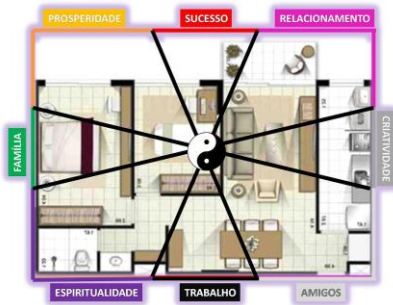 PROSPERIDADE
SUCESSO
RELACIONAMENTO
FAMÍLIA
CRIATIVIDADE
ESPIRITUALIDADE
TRABALHO
AMIGOS